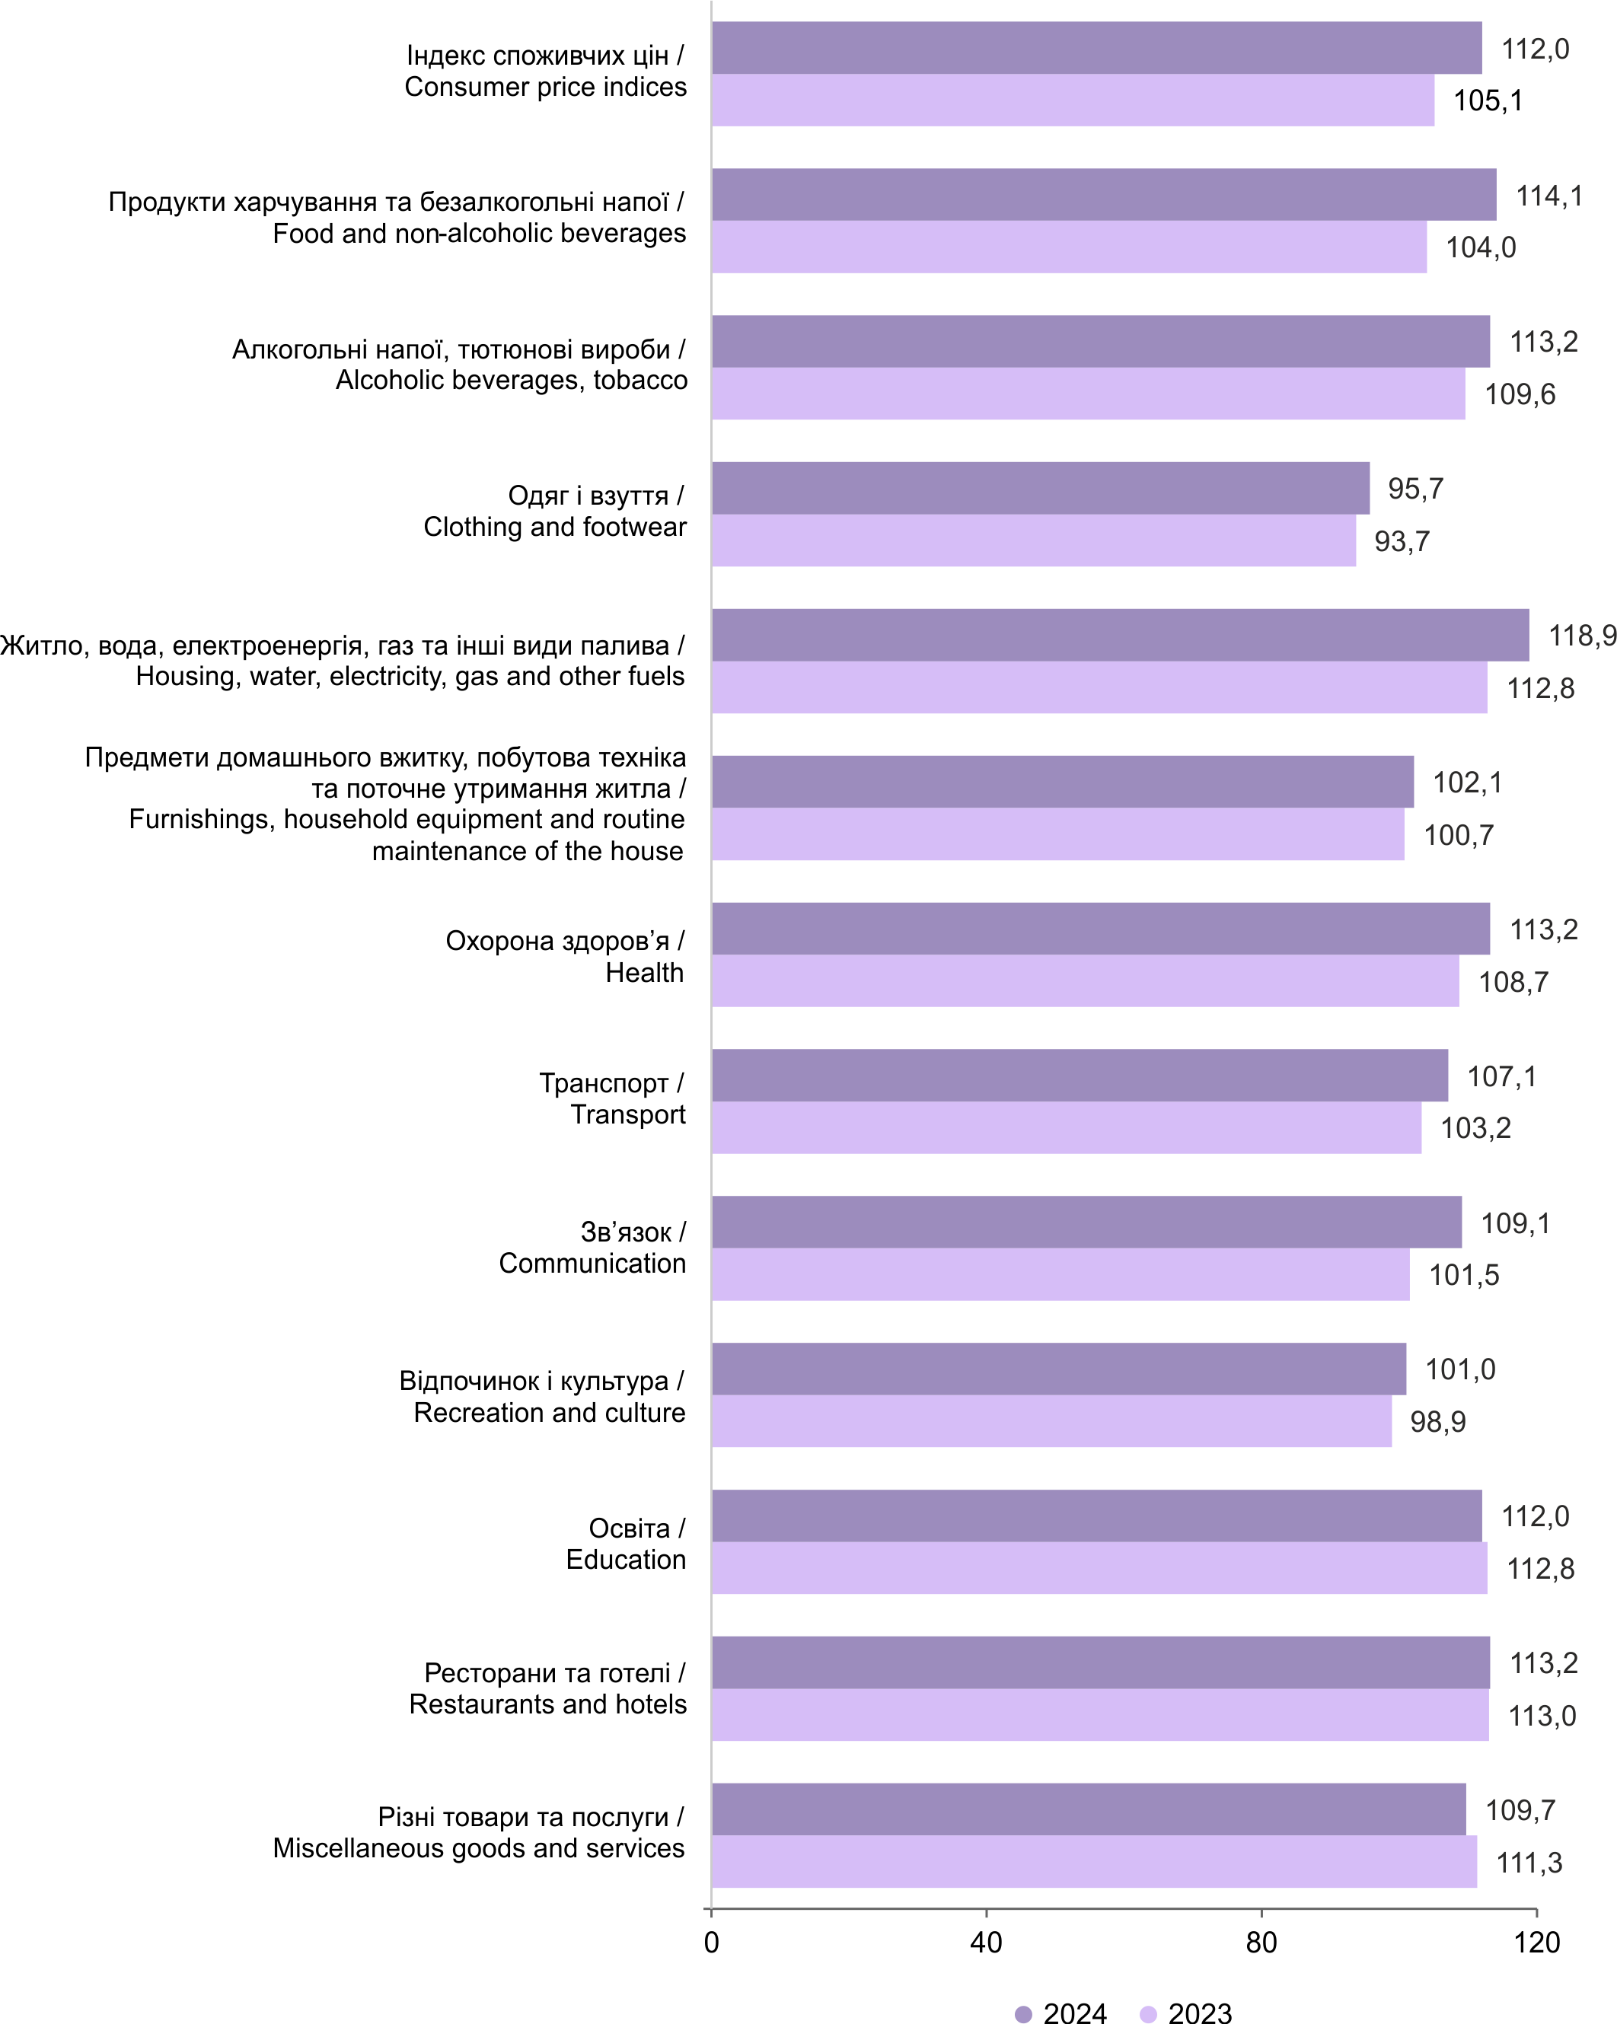 Індекс споживчих цін /
Consumer price indices
112,0
105,1
Продукти харчування та безалкогольні напої /
Food and non-alcoholic beverages
114,1
104,0
Алкогольні напої, тютюнові вироби /
Alcoholic beverages, tobacco
113,2
109,6
Одяг і взуття /
Clothing and footwear
95,7
93,7
Житло, вода, електроенергія, газ та інші види палива /
Housing, water, electricity, gas and other fuels
118,9
112,8
Предмети домашнього вжитку, побутова техніка
та поточне утримання житла /
Furnishings, household equipment and routine
maintenance of the house
102,1
100,7
Охорона здоров’я /
Health
113,2
108,7
Транспорт /
Transport
107,1
103,2
Зв’язок /
Communication
109,1
101,5
Відпочинок і культура /
Recreation and culture
101,0
98,9
Освіта /
Education
112,0
112,8
Ресторани та готелі /
Restaurants and hotels
113,2
113,0
Різні товари та послуги /
Miscellaneous goods and services
109,7
111,3
0 40 80 120
2024 2023